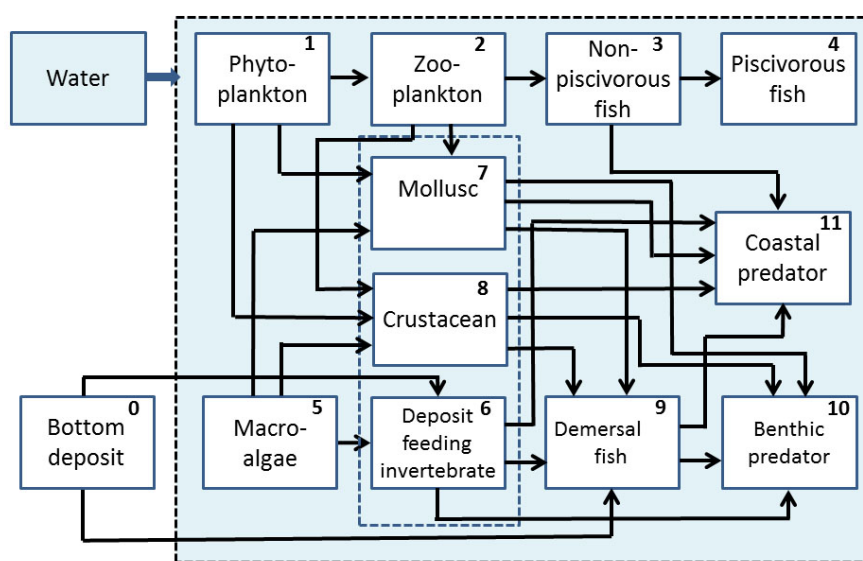 Water
1
Phyto-
plankton
2
Zoo-
plankton
3
Non-
piscivorous
fish
4
Piscivorous
fish
7
Mollusc
11
Coastal
predator
8
Crustacean
0
Bottom
deposit
5
Macro-
algae
6
Deposit
feeding
invertebrate
9
Demersal
fish
10
Benthic
predator